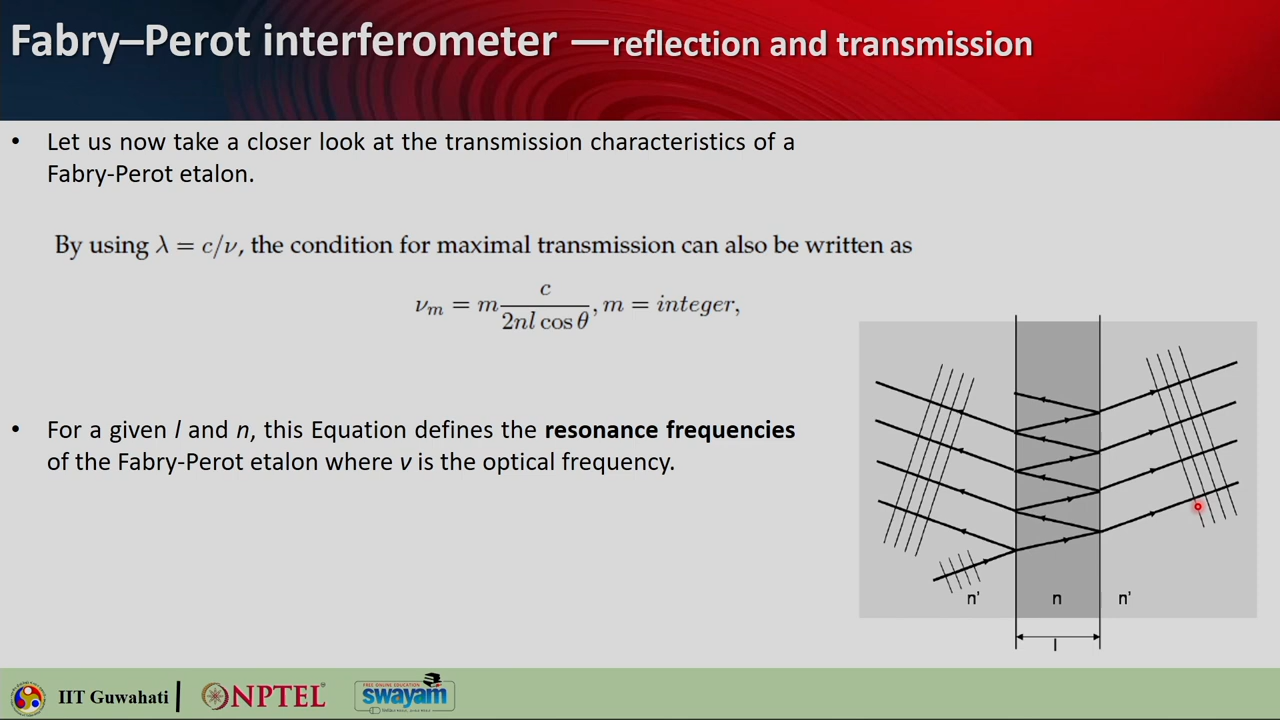 Fabry–Perot interferometer —reflection and transmission
• Let us now take a closer look at the transmission characteristics of a
Fabry-Perot etalon.
By using λ = c/ν, the condition for maximal transmission can also be written as
ν_m = m c / (2nl cos θ), m = integer,
• For a given l and n, this Equation defines the resonance frequencies
of the Fabry-Perot etalon where ν is the optical frequency.
n' n n'
l
IIT Guwahati NPTEL FREE ONLINE EDUCATION swayam